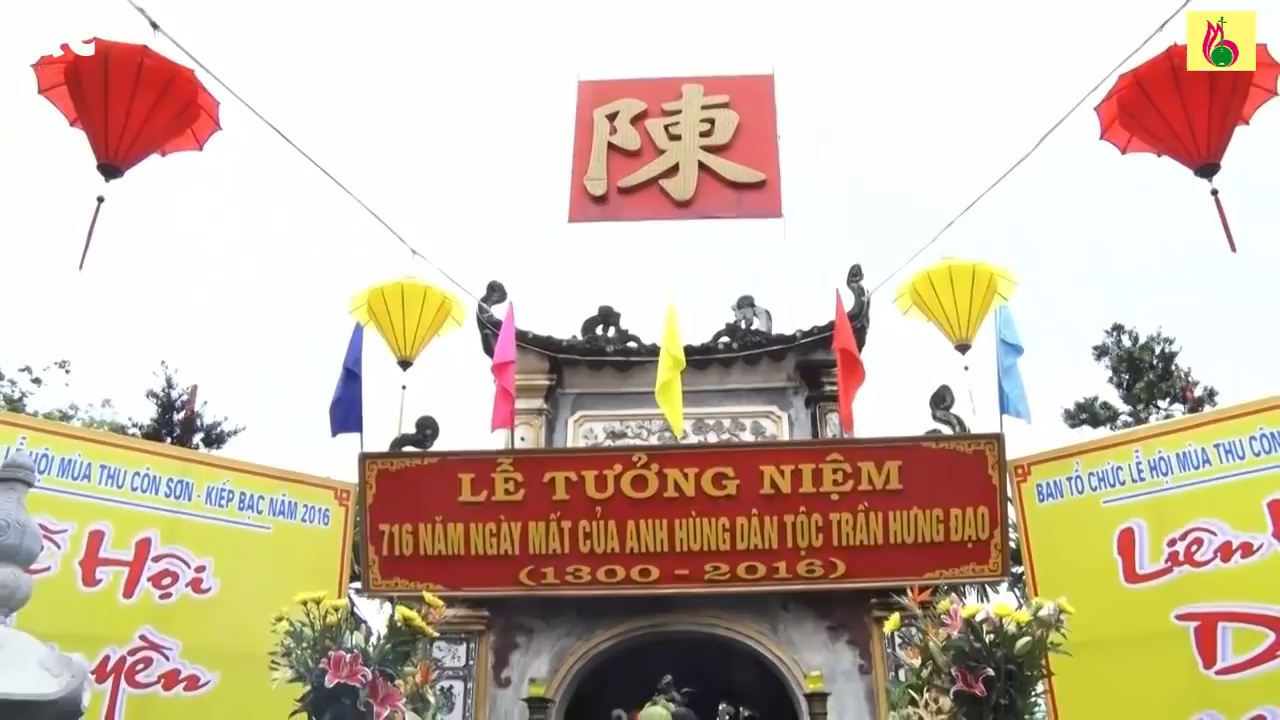 陳
LỄ TƯỞNG NIỆM
716 NĂM NGÀY MẤT CỦA ANH HÙNG DÂN TỘC TRẦN HƯNG ĐẠO
(1300 - 2016)
LỄ HỘI MÙA THU CÔN SƠN - KIẾP BẠC NĂM 2016
Hội
BAN TỔ CHỨC LỄ HỘI MÙA THU CÔN
Liên